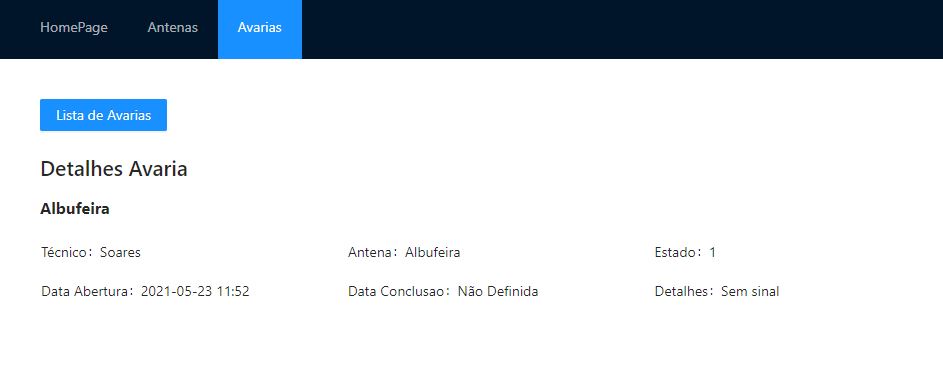 HomePage Antenas Avarias
Lista de Avarias
Detalhes Avaria
Albufeira
Técnico: Soares Antena: Albufeira Estado: 1
Data Abertura: 2021-05-23 11:52 Data Conclusao: Não Definida Detalhes: Sem sinal